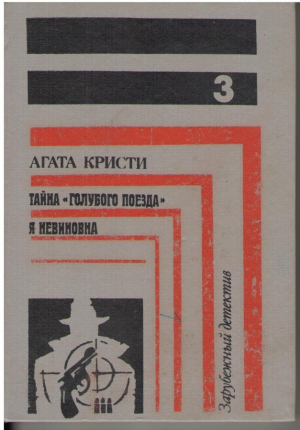 3
АГАТА КРИСТИ
ТАЙНА «ГОЛУБОГО ПОЕЗДА»
Я НЕВИНОВНА
Зарубежный детектив